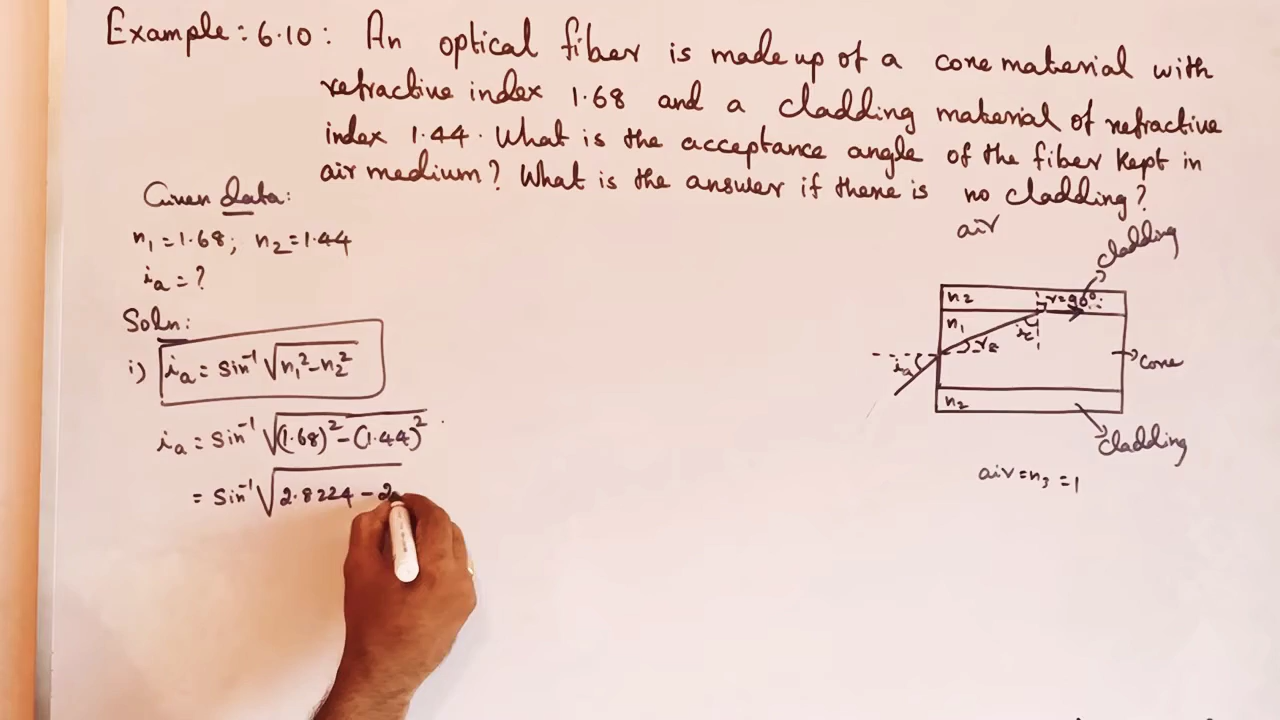 Example: 6.10: An optical fiber is made up of a core material with
refractive index 1.68 and a cladding material of refractive
index 1.44. What is the acceptance angle of the fiber kept in
air medium? What is the answer if there is no cladding?
Given data:
n₁=1.68; n₂=1.44
iₐ=?
Soln:
i) iₐ = Sin⁻¹ √(n₁²-n₂²)
iₐ = Sin⁻¹ √((1.68)²-(1.44)²)
= Sin⁻¹ √(2.8224 - 2
air
cladding
n₂
r=90°
n₁
i꜀
rₐ
iₐ
core
n₂
cladding
air=n₃=1